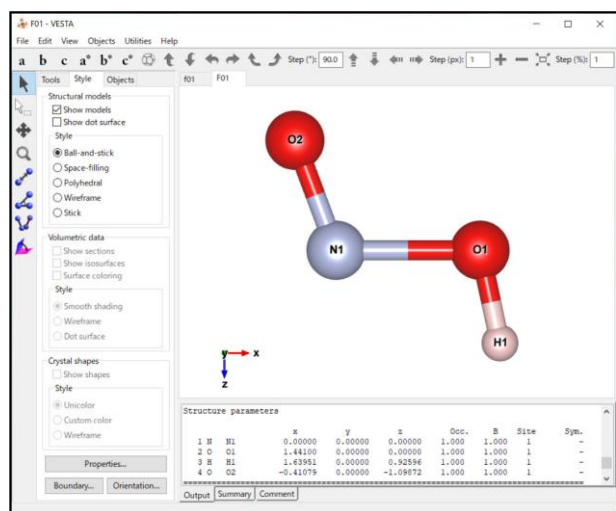 F01 - VESTA
File Edit View Objects Utilities Help
a b c a* b* c* Step (°): 90.0 Step (px): 1 Step (%): 1
Tools Style Objects
f01 F01
Structural models
Show models
Show dot surface
Style
Ball-and-stick
Space-filling
Polyhedral
Wireframe
Stick
Volumetric data
Show sections
Show isosurfaces
Surface coloring
Style
Smooth shading
Wireframe
Dot surface
Crystal shapes
Show shapes
Style
Unicolor
Custom color
Wireframe
Properties...
Boundary... Orientation...
O2
N1
O1
H1
y x
z
Structure parameters
x y z Occ. B Site Sym.
1 N N1 0.00000 0.00000 0.00000 1.000 1.000 1 -
2 O O1 1.44100 0.00000 0.00000 1.000 1.000 1 -
3 H H1 1.63951 0.00000 0.92596 1.000 1.000 1 -
4 O O2 -0.41079 0.00000 -1.09872 1.000 1.000 1 -
Output Summary Comment